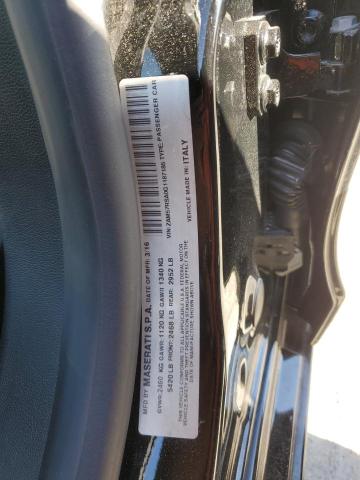 MFD BY MASERATI S.P.A. DATE OF MFR: 3/16
GVWR:2460 KG GAWR: 1120 KG GAWR 1340 KG
5420 LB FRONT:2468 LB REAR: 2952 LB
THIS VEHICLE CONFORMS TO ALL APPLICABLE FEDERAL MOTOR
VEHICLE SAFETY AND THEFT PREVENTION STANDARDS IN EFFECT ON THE
DATE OF MANUFACTURE SHOWN ABOVE.
TYPE: PASSENGER CAR
VEHICLE MADE IN: ITALY